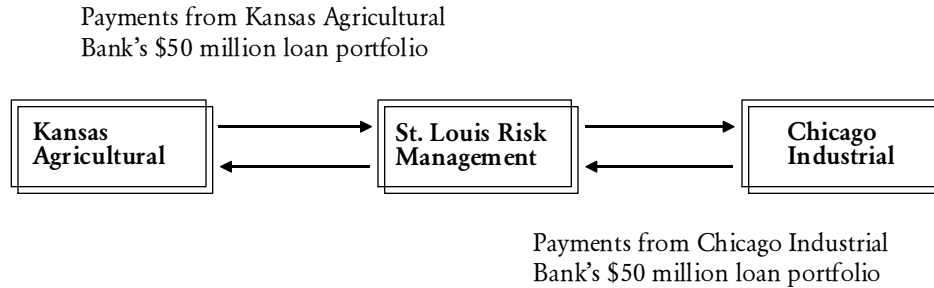 Payments from Kansas Agricultural
Bank’s $50 million loan portfolio
Kansas
Agricultural
St. Louis Risk
Management
Chicago
Industrial
Payments from Chicago Industrial
Bank’s $50 million loan portfolio